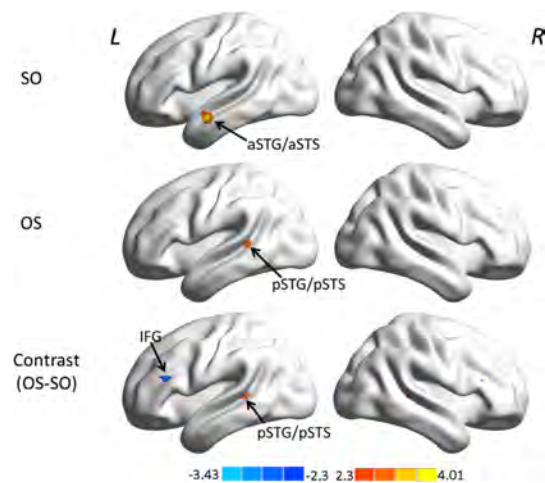 L R
SO
aSTG/aSTS
OS
pSTG/pSTS
IFG
Contrast
(OS-SO)
pSTG/pSTS
-3.43 -2.3 2.3 4.01